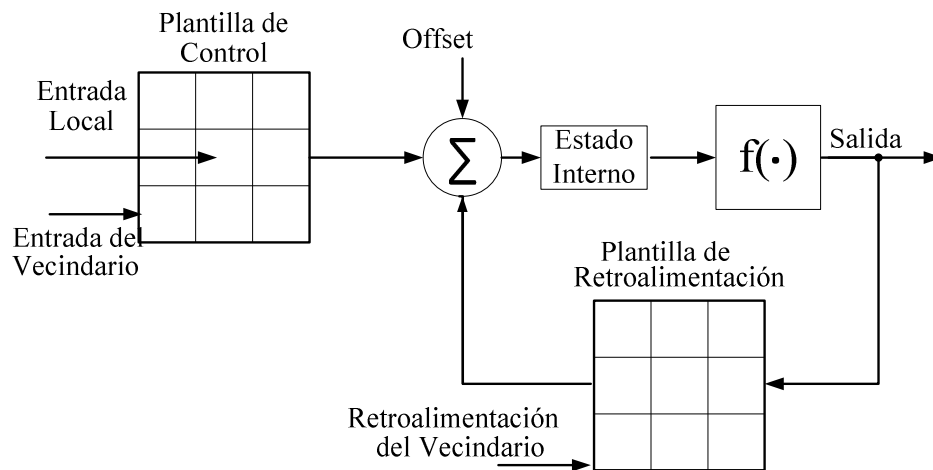 Plantilla de
Control
Offset
Entrada
Local
Σ
Estado
Interno
f(·)
Salida
Entrada del
Vecindario
Plantilla de
Retroalimentación
Retroalimentación
del Vecindario